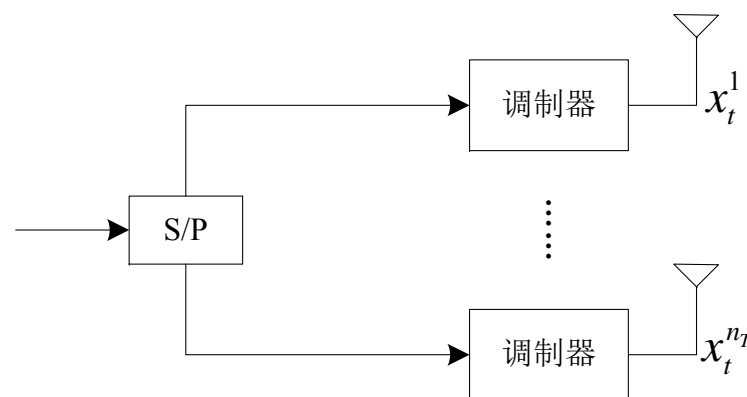 调制器
x_t^1
S/P
......
调制器
x_t^{n_T}